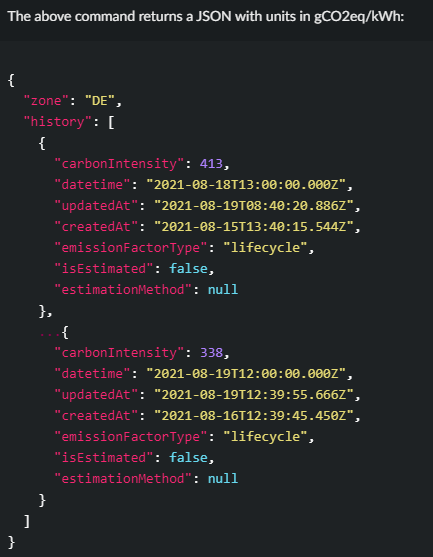 The above command returns a JSON with units in gCO2eq/kWh:
{
  "zone": "DE",
  "history": [
    {
      "carbonIntensity": 413,
      "datetime": "2021-08-18T13:00:00.000Z",
      "updatedAt": "2021-08-19T08:40:20.886Z",
      "createdAt": "2021-08-15T13:40:15.544Z",
      "emissionFactorType": "lifecycle",
      "isEstimated": false,
      "estimationMethod": null
    },
    ...{
      "carbonIntensity": 338,
      "datetime": "2021-08-19T12:00:00.000Z",
      "updatedAt": "2021-08-19T12:39:55.666Z",
      "createdAt": "2021-08-16T12:39:45.450Z",
      "emissionFactorType": "lifecycle",
      "isEstimated": false,
      "estimationMethod": null
    }
  ]
}